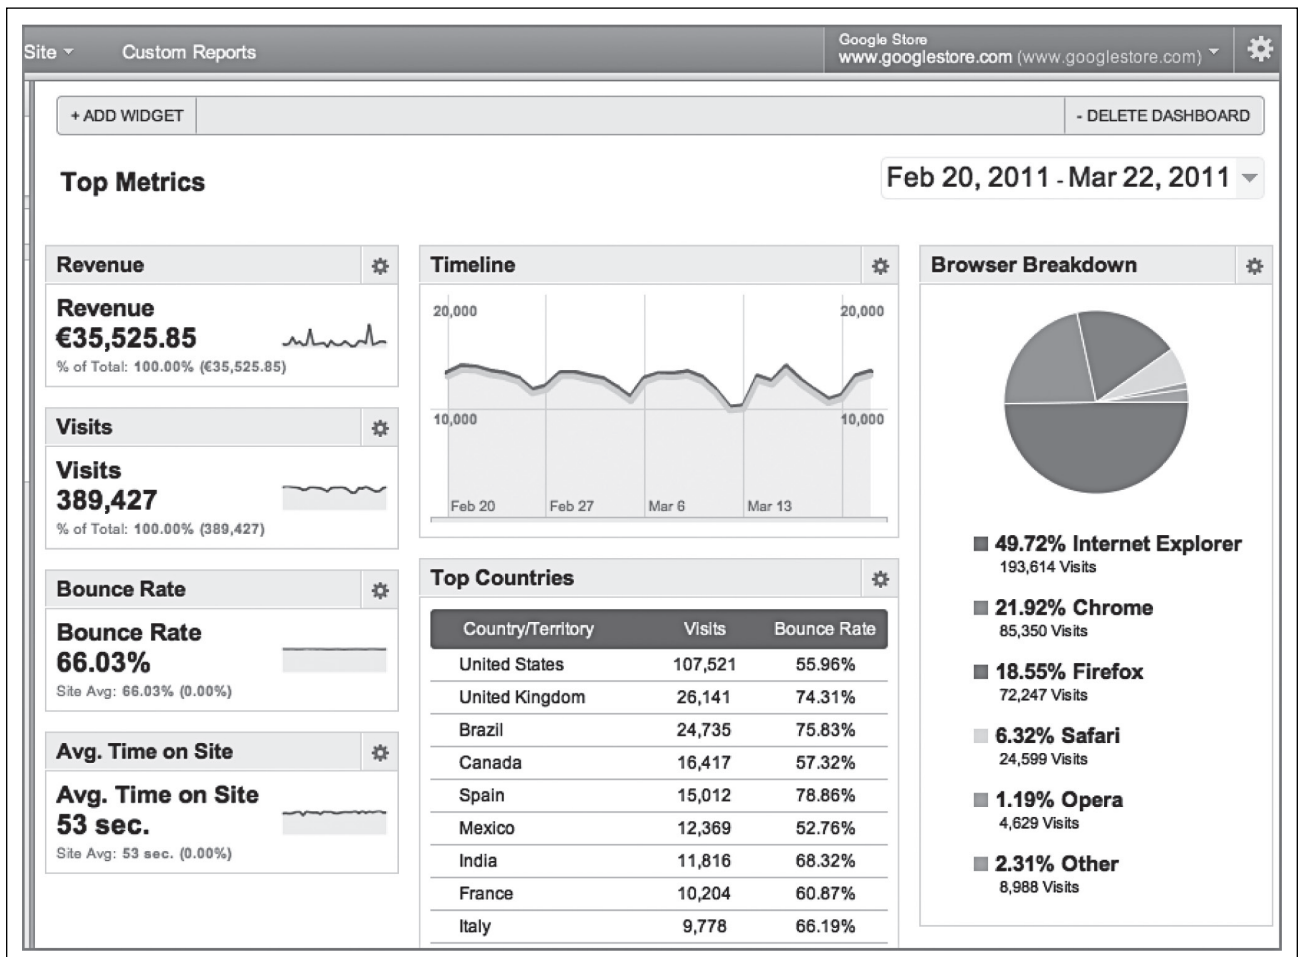 Site
Custom Reports
Google Store
www.googlestore.com (www.googlestore.com)
+ ADD WIDGET
- DELETE DASHBOARD
Top Metrics
Feb 20, 2011 - Mar 22, 2011
Revenue
Revenue
€35,525.85
% of Total: 100.00% (€35,525.85)
Visits
Visits
389,427
% of Total: 100.00% (389,427)
Bounce Rate
Bounce Rate
66.03%
Site Avg: 66.03% (0.00%)
Avg. Time on Site
Avg. Time on Site
53 sec.
Site Avg: 53 sec. (0.00%)
Timeline
20,000 20,000
10,000 10,000
Feb 20 Feb 27 Mar 6 Mar 13
Top Countries
Country/Territory Visits Bounce Rate
United States 107,521 55.96%
United Kingdom 26,141 74.31%
Brazil 24,735 75.83%
Canada 16,417 57.32%
Spain 15,012 78.86%
Mexico 12,369 52.76%
India 11,816 68.32%
France 10,204 60.87%
Italy 9,778 66.19%
Browser Breakdown
49.72% Internet Explorer
193,614 Visits
21.92% Chrome
85,350 Visits
18.55% Firefox
72,247 Visits
6.32% Safari
24,599 Visits
1.19% Opera
4,629 Visits
2.31% Other
8,988 Visits